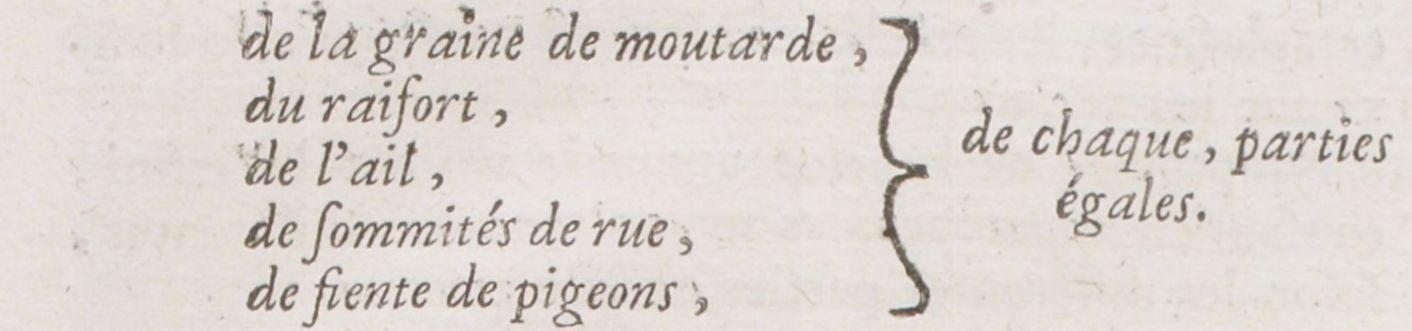 de la graine de moutarde,
du raifort,
de l'ail,
de ſommités de rue,
de fiente de pigeons,
de chaque, parties
égales.